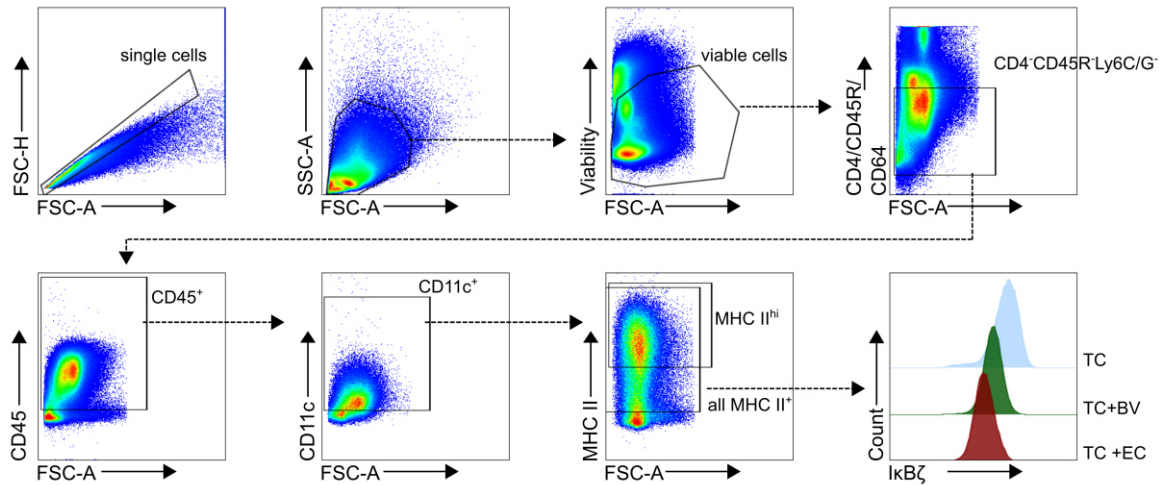 single cells
FSC-H
FSC-A
SSC-A
FSC-A
viable cells
Viability
FSC-A
CD4⁻CD45R⁻Ly6C/G⁻
CD4/CD45R/
CD64
FSC-A
CD45⁺
CD45
FSC-A
CD11c⁺
CD11c
FSC-A
MHC IIʰⁱ
all MHC II⁺
MHC II
FSC-A
TC
TC+BV
TC +EC
Count
IκBζ